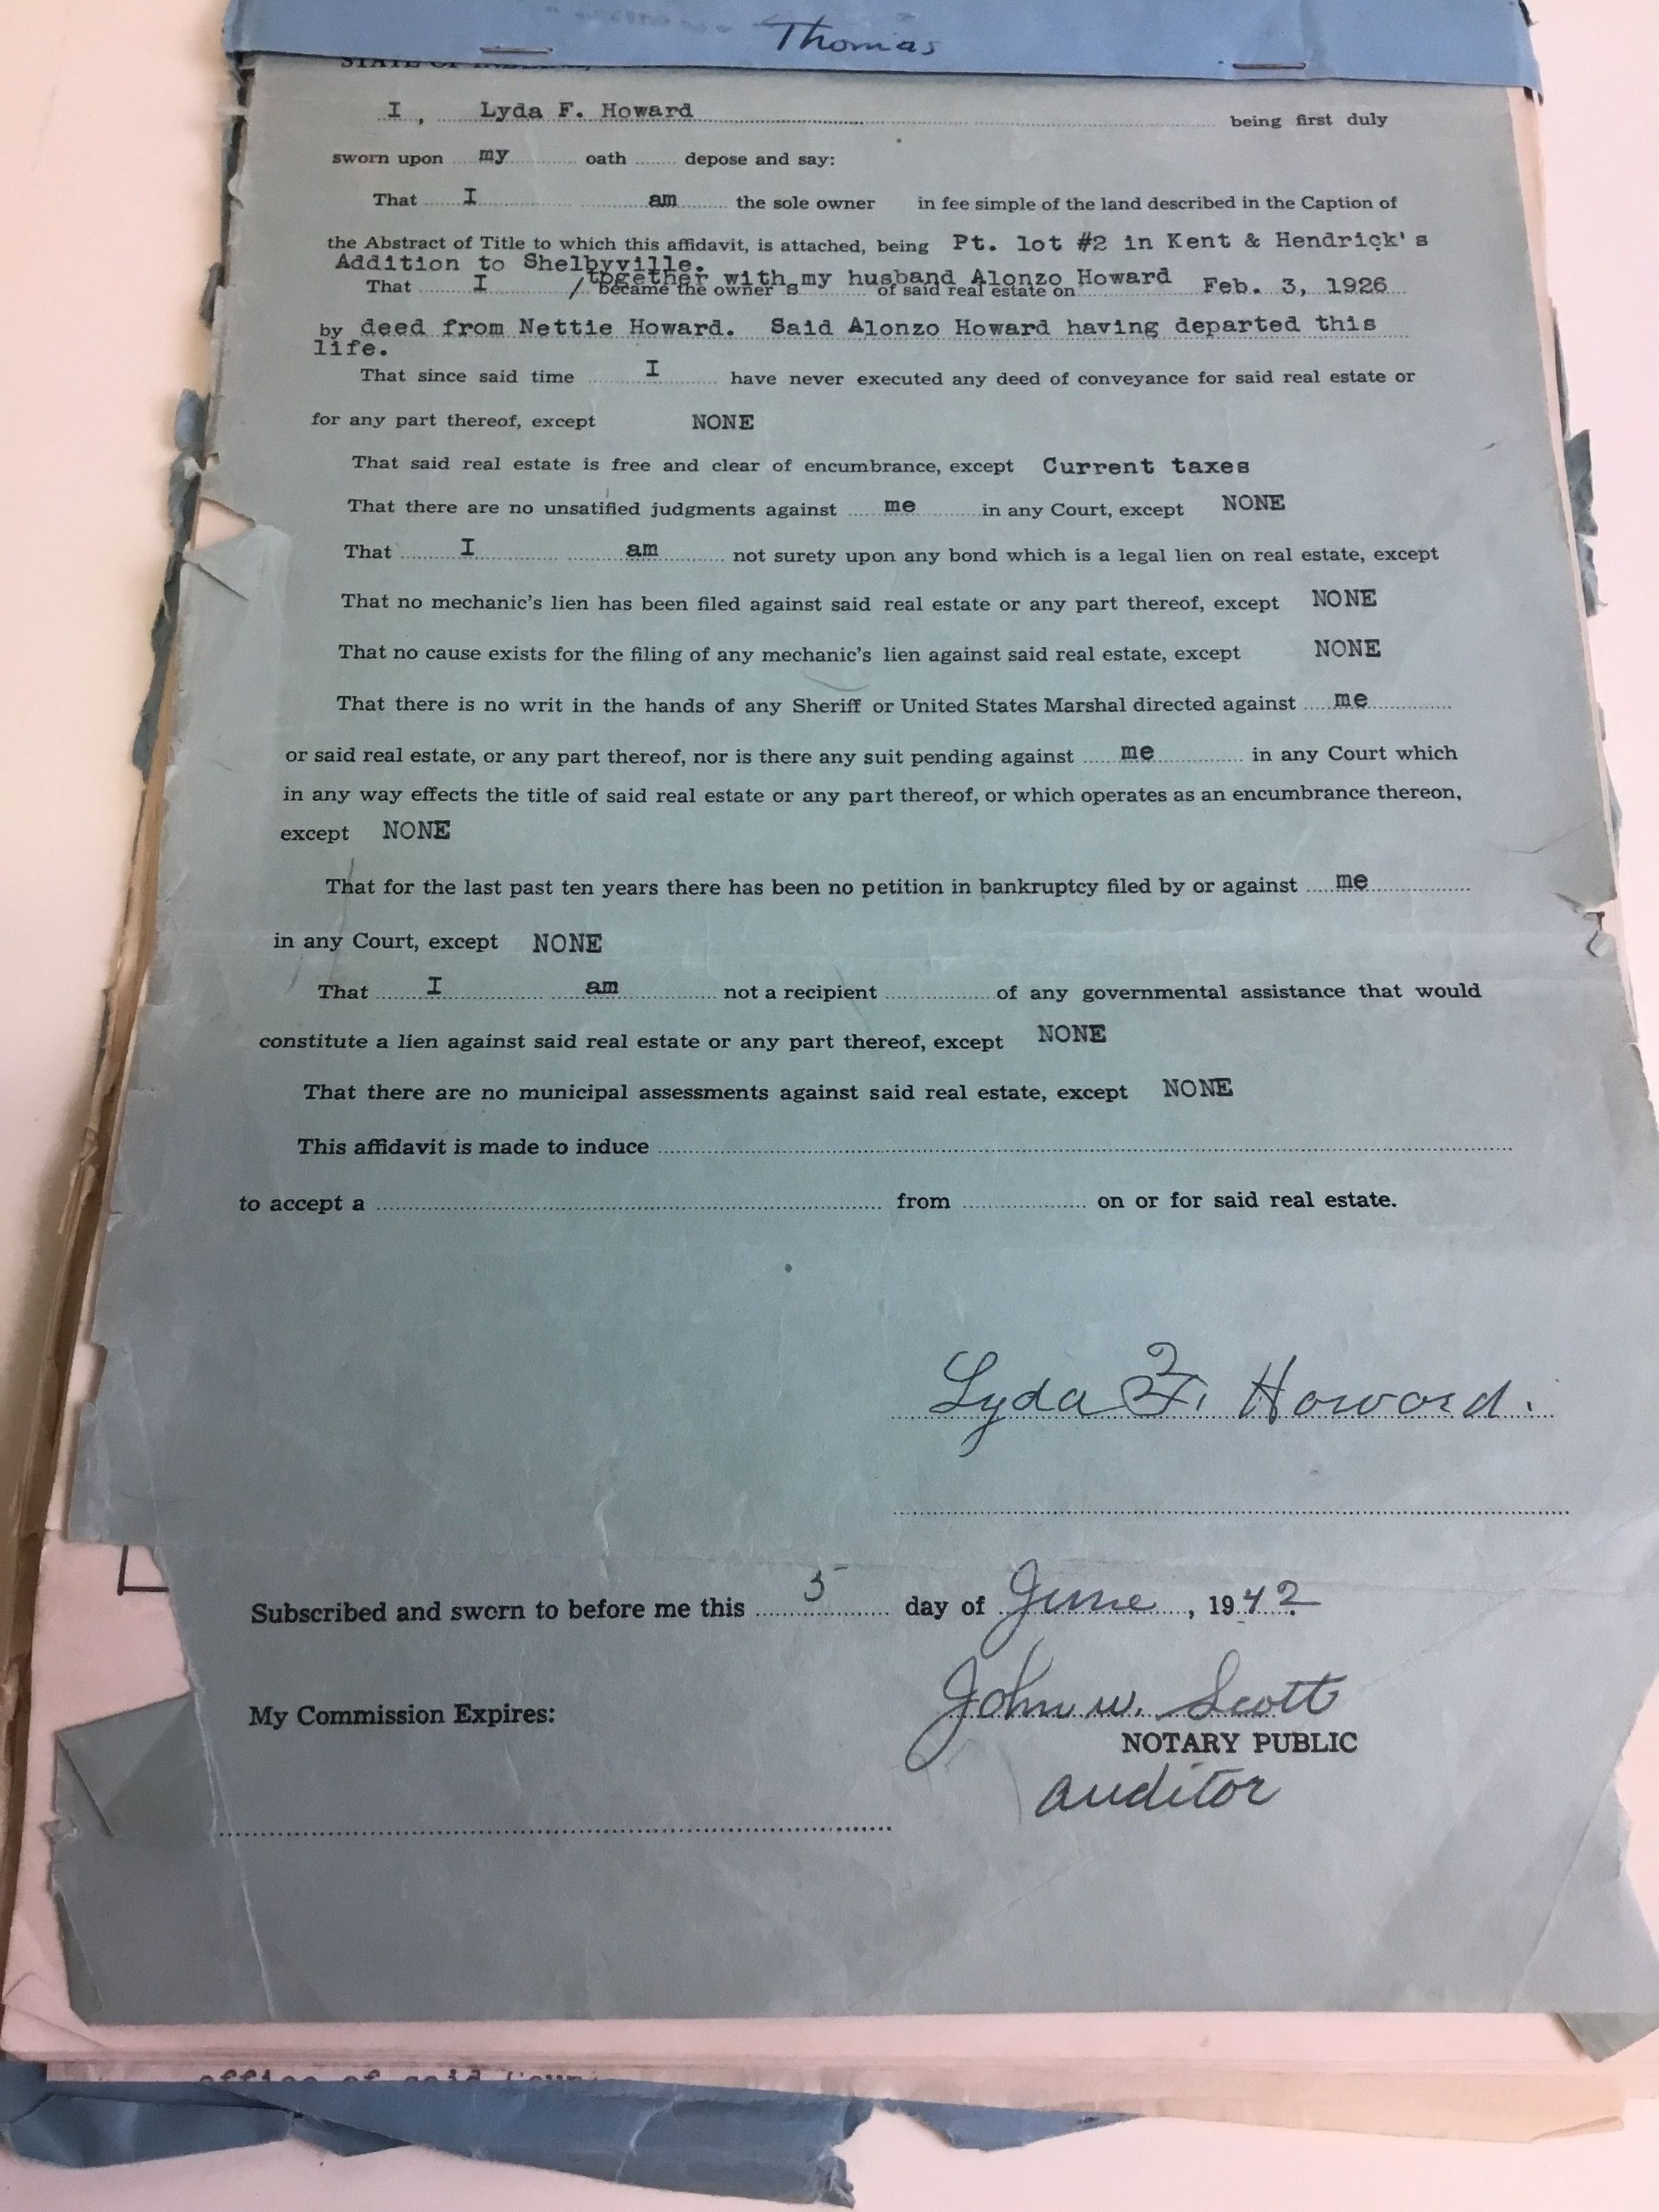 Thomas
STATE OF INDIANA,
I, Lyda F. Howard being first duly
sworn upon my oath depose and say:
That I am the sole owner in fee simple of the land described in the Caption of
the Abstract of Title to which this affidavit, is attached, being Pt. lot #2 in Kent & Hendrick's
Addition to Shelbyville.
together with my husband Alonzo Howard
That I / became the owner s of said real estate on Feb. 3, 1926
by deed from Nettie Howard. Said Alonzo Howard having departed this
life.
That since said time I have never executed any deed of conveyance for said real estate or
for any part thereof, except NONE
That said real estate is free and clear of encumbrance, except Current taxes
That there are no unsatified judgments against me in any Court, except NONE
That I am not surety upon any bond which is a legal lien on real estate, except
That no mechanic's lien has been filed against said real estate or any part thereof, except NONE
That no cause exists for the filing of any mechanic's lien against said real estate, except NONE
That there is no writ in the hands of any Sheriff or United States Marshal directed against me
or said real estate, or any part thereof, nor is there any suit pending against me in any Court which
in any way effects the title of said real estate or any part thereof, or which operates as an encumbrance thereon,
except NONE
That for the last past ten years there has been no petition in bankruptcy filed by or against me
in any Court, except NONE
That I am not a recipient of any governmental assistance that would
constitute a lien against said real estate or any part thereof, except NONE
That there are no municipal assessments against said real estate, except NONE
This affidavit is made to induce
to accept a from on or for said real estate.
Lyda F. Howard.
Subscribed and sworn to before me this 5 day of June, 1942
John W. Scott
My Commission Expires:
NOTARY PUBLIC
auditor
office of said